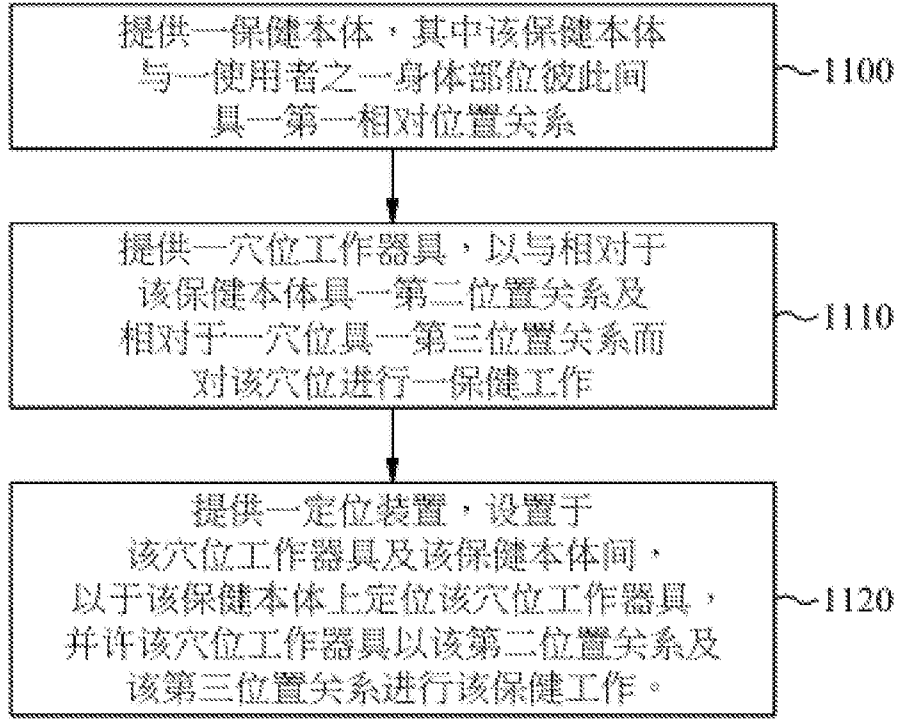 提供一保健本体，其中该保健本体
与一使用者之一身体部位彼此间
具一第一相对位置关系
1100
提供一穴位工作器具，以与相对于
该保健本体具一第二位置关系及
相对于一穴位具一第三位置关系而
对该穴位进行一保健工作
1110
提供一定位装置，设置于
该穴位工作器具及该保健本体间，
以于该保健本体上定位该穴位工作器具，
并许该穴位工作器具以该第二位置关系及
该第三位置关系进行该保健工作。
1120